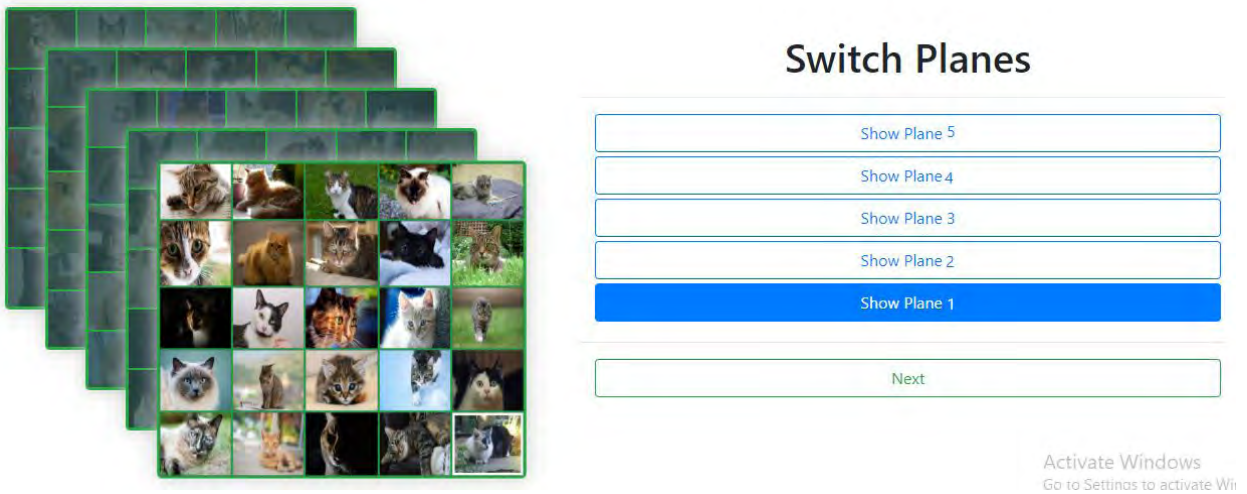 Switch Planes
Show Plane 5
Show Plane 4
Show Plane 3
Show Plane 2
Show Plane 1
Next
Activate Windows
Go to Settings to activate